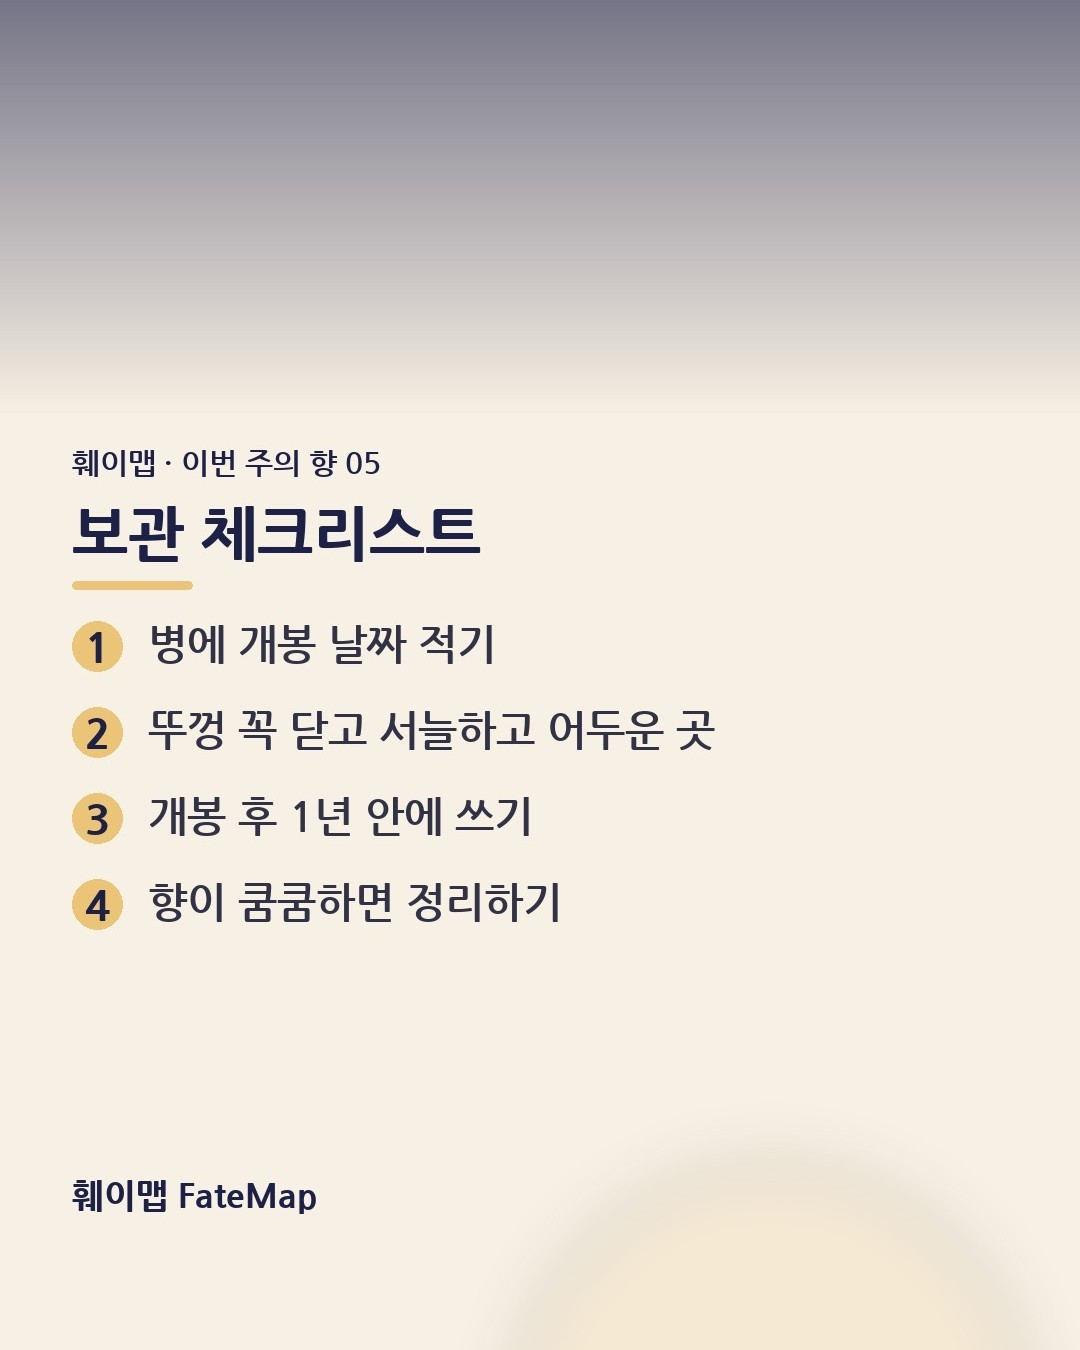 훼이맵 · 이번 주의 향 05
보관 체크리스트
1 병에 개봉 날짜 적기
2 뚜껑 꼭 닫고 서늘하고 어두운 곳
3 개봉 후 1년 안에 쓰기
4 향이 쿰쿰하면 정리하기
훼이맵 FateMap